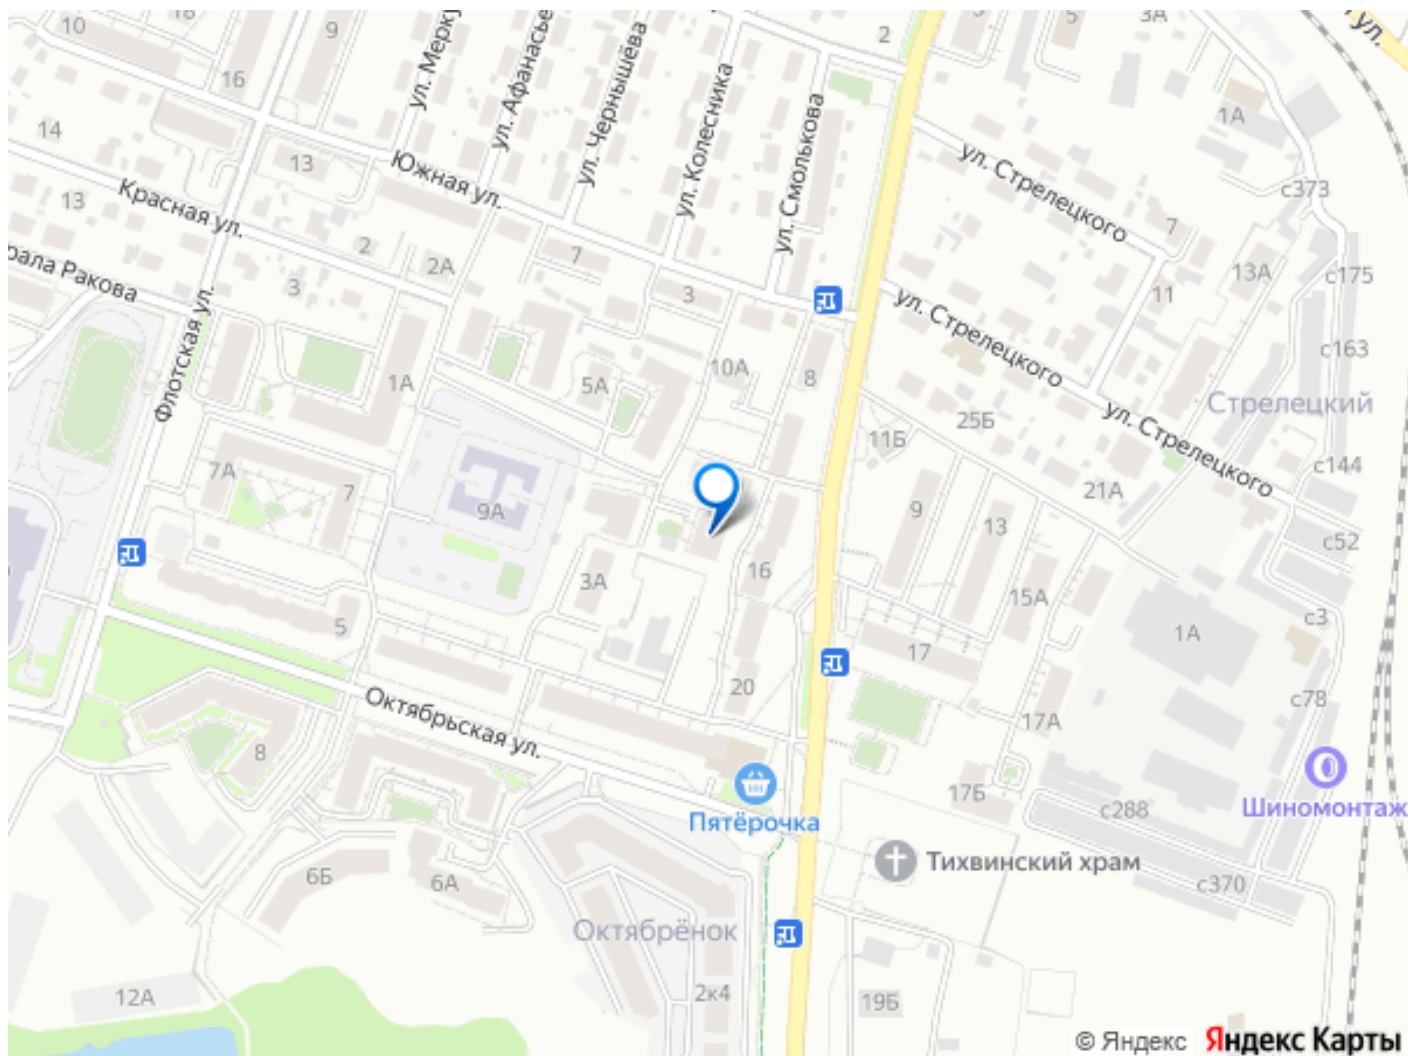 10
9
16
14
13
13
ул. Мерку
ул. Афанасье
ул. Чернышёва
ул. Колесника
ул. Смолькова
2
5
3А
ул.
1А
ул. Стрелецкого
с373
7
Южная ул.
Красная ул.
рала Ракова
Флотская ул.
2
2А
3
7
3
13А
11
с175
ул. Стрелецкого
с163
1А
5А
10А
8
Стрелецкий
ул. Стрелецкого
25Б
11Б
с144
7А
7
9А
9
13
21А
с52
3А
16
15А
с3
5
17
1А
20
17А
с78
Октябрьская ул.
8
17Б
с288
Шиномонтаж
Пятёрочка
Тихвинский храм
6Б
6А
с370
Октябрёнок
12А
2к4
19Б
© Яндекс
Яндекс Карты